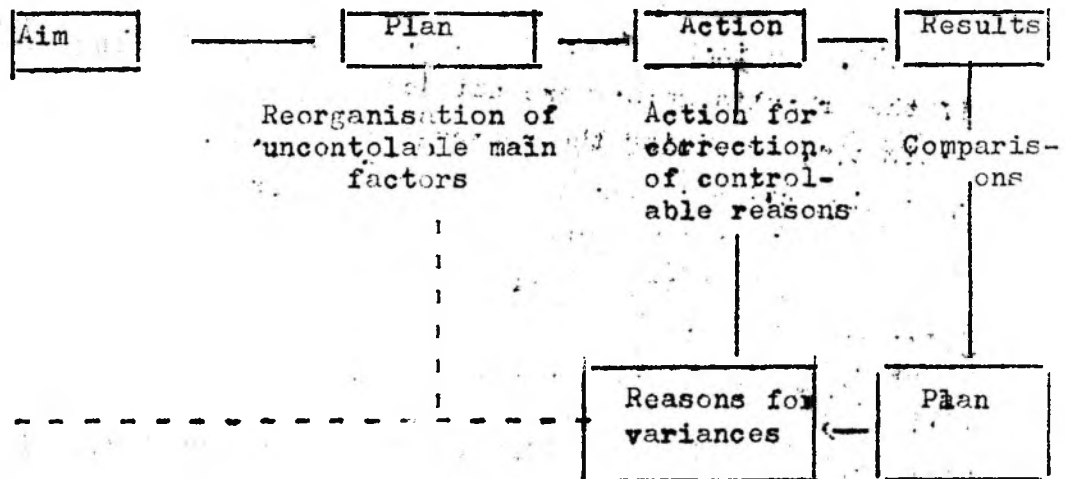 Aim
Plan
Action
Results
Reorganisation of
uncontolable main
factors
Action for
correction
of control-
able reasons
Comparis-
ons
Reasons for
variances
Plan